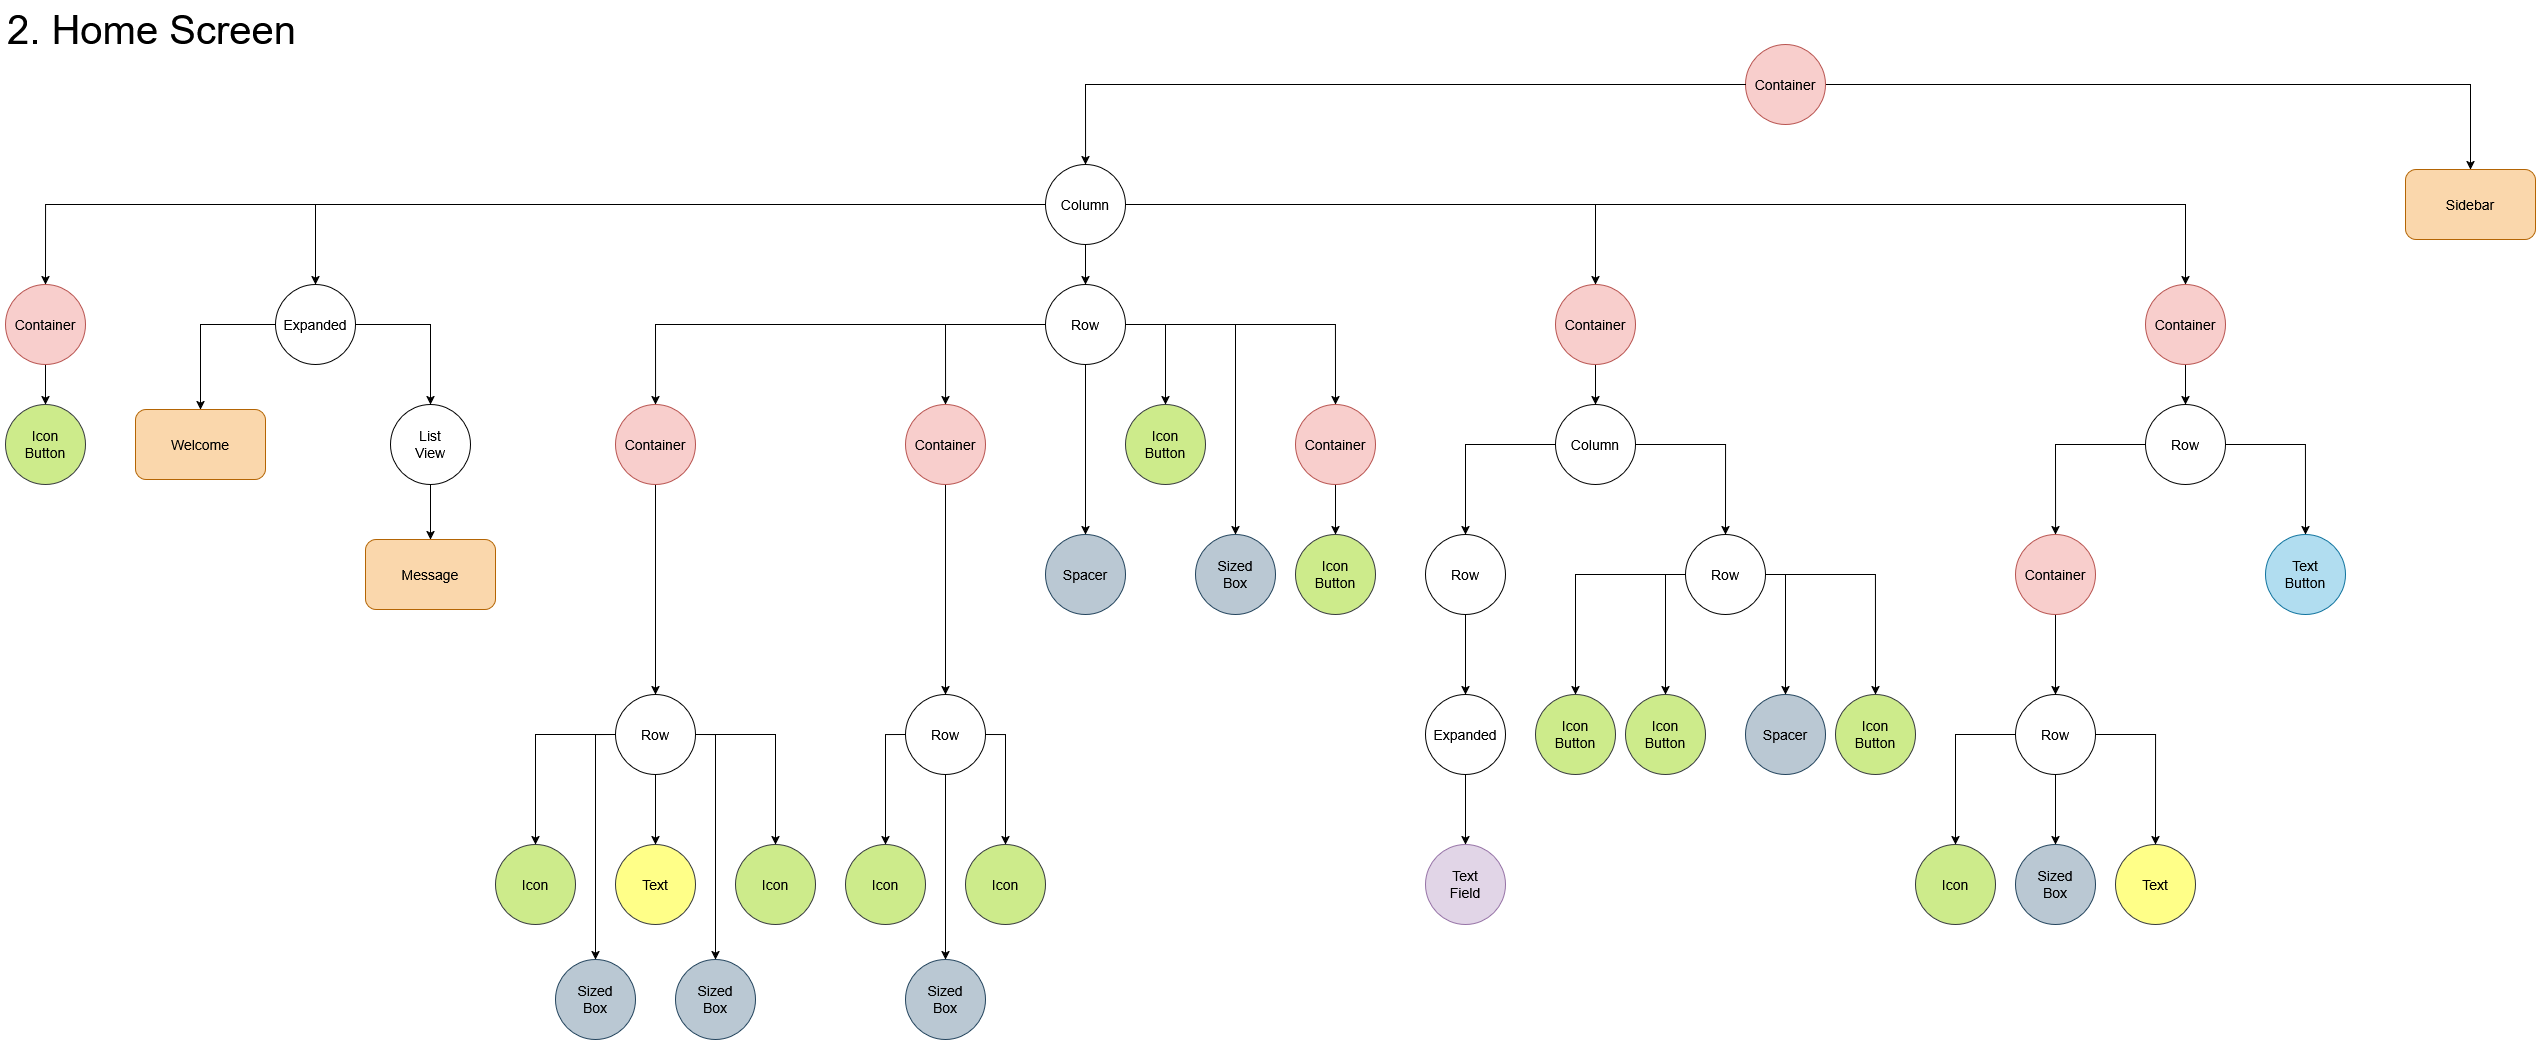 2. Home Screen
Container
Column
Sidebar
Container
Expanded
Row
Container
Container
Icon
Button
Welcome
List
View
Container
Container
Icon
Button
Container
Column
Row
Message
Spacer
Sized
Box
Icon
Button
Row
Row
Container
Text
Button
Row
Row
Expanded
Icon
Button
Icon
Button
Spacer
Icon
Button
Row
Icon
Text
Icon
Icon
Icon
Text
Field
Icon
Sized
Box
Text
Sized
Box
Sized
Box
Sized
Box